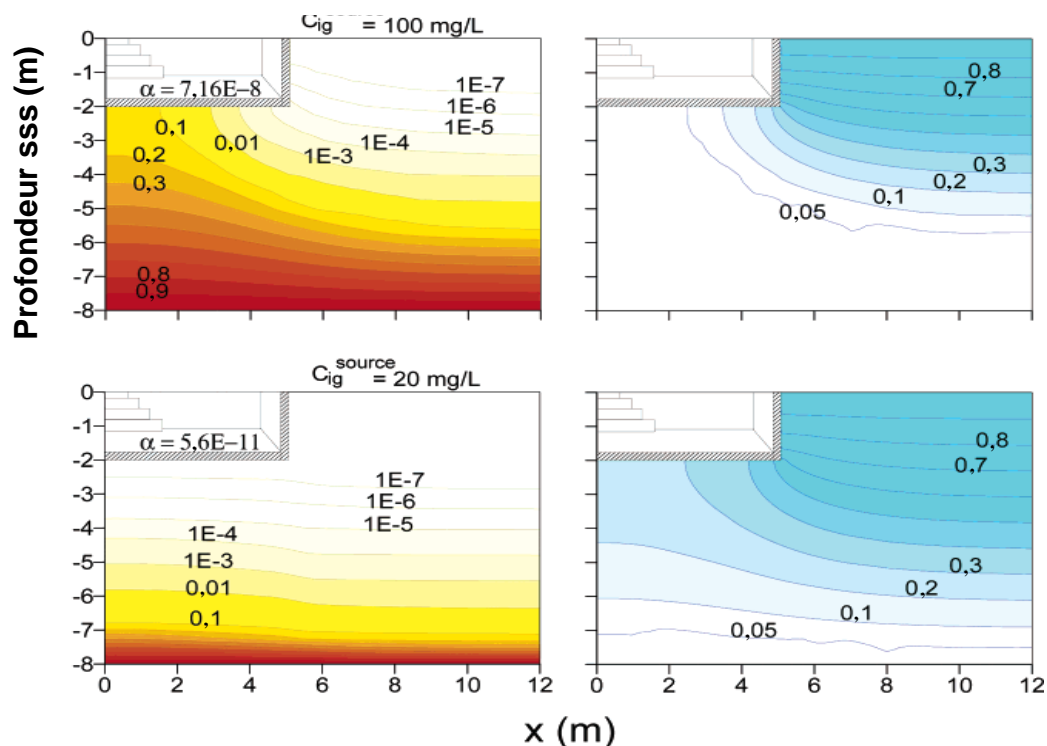 C_ig = 100 mg/L
Profondeur sss (m)
0
-1
-2
-3
-4
-5
-6
-7
-8
α = 7,16E-8
0,1
0,01
0,2
0,3
0,8
0,9
1E-3
1E-4
1E-5
1E-6
1E-7
0,8
0,7
0,3
0,2
0,1
0,05
C_ig^source = 20 mg/L
0
-1
-2
-3
-4
-5
-6
-7
-8
α = 5,6E-11
1E-7
1E-6
1E-5
1E-4
1E-3
0,01
0,1
0 2 4 6 8 10 12
0,8
0,7
0,3
0,2
0,1
0,05
0 2 4 6 8 10 12
x (m)